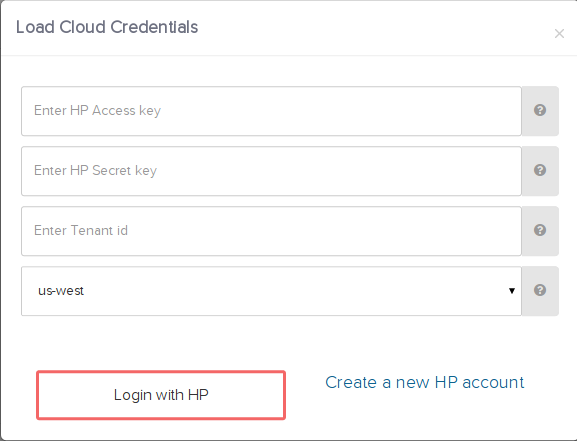 Load Cloud Credentials
×
Enter HP Access key
?
Enter HP Secret key
?
Enter Tenant id
?
us-west
?
Login with HP
Create a new HP account